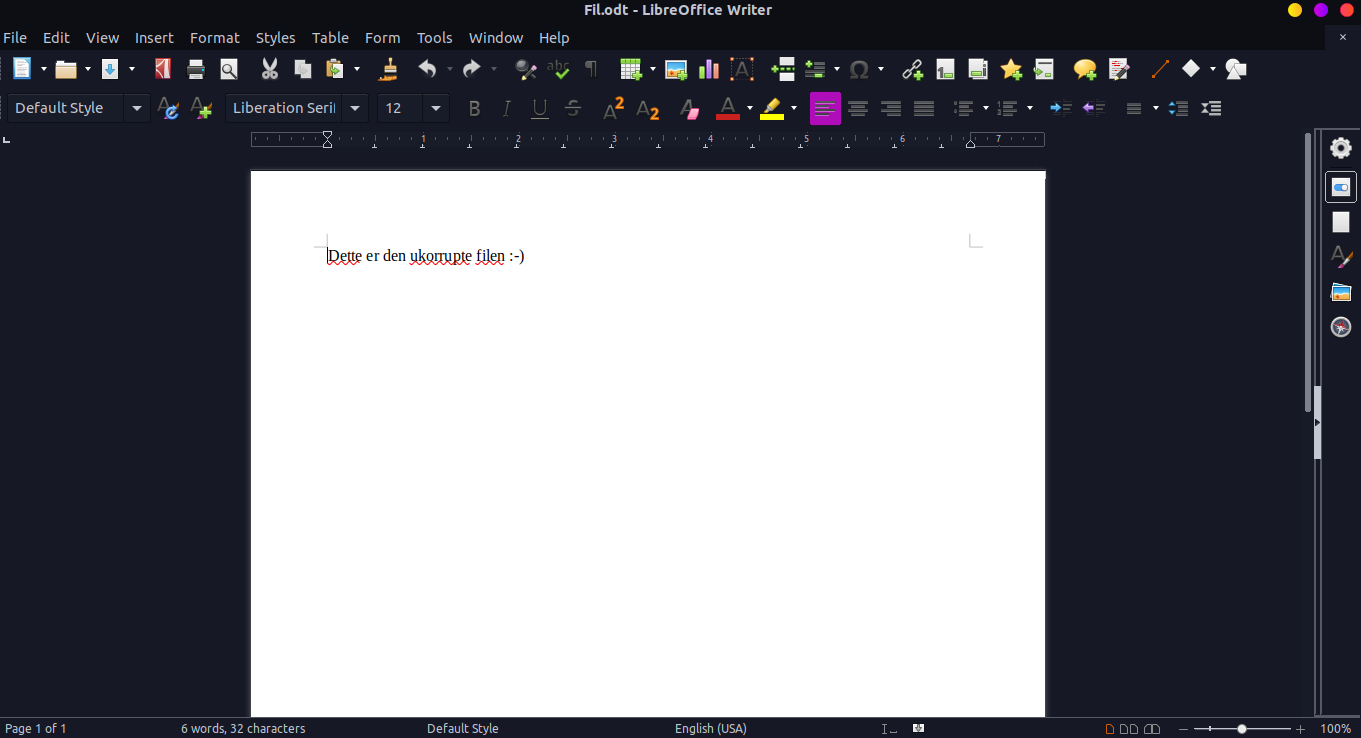 Fil.odt - LibreOffice Writer
File Edit View Insert Format Styles Table Form Tools Window Help
Default Style Liberation Seri 12
1 2 3 4 5 6 7
Dette er den ukorrupte filen :-)
Page 1 of 1 6 words, 32 characters Default Style English (USA) 100%